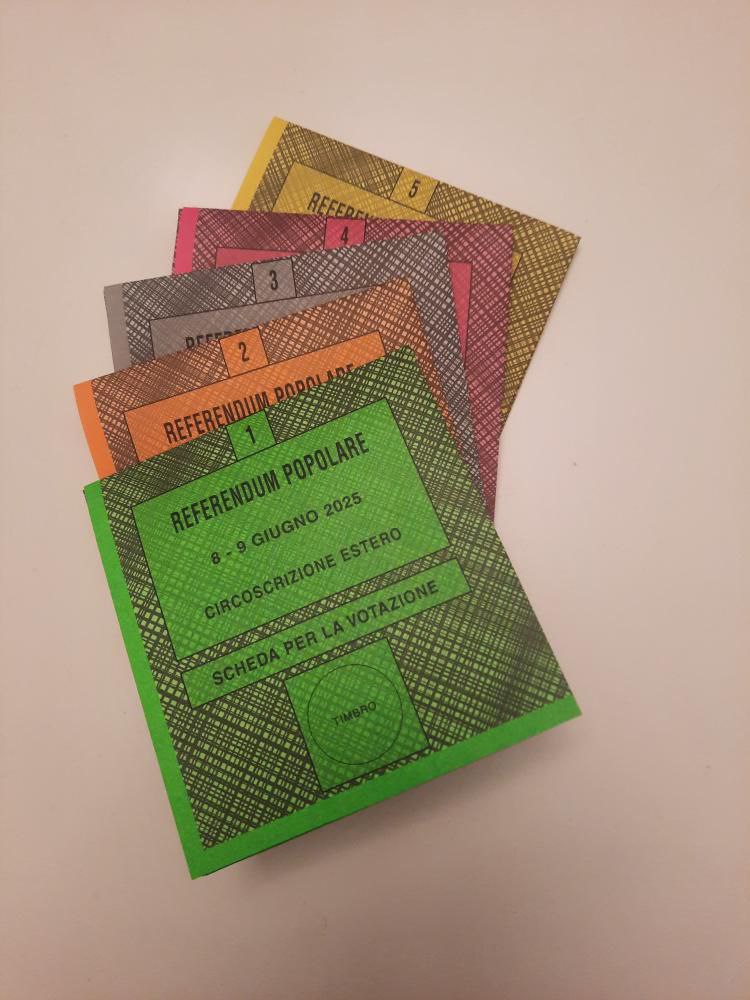 5
4
3
2
REFERENDUM POPOLARE
1
REFERENDUM POPOLARE
8 - 9 GIUGNO 2025
CIRCOSCRIZIONE ESTERO
SCHEDA PER LA VOTAZIONE
TIMBRO